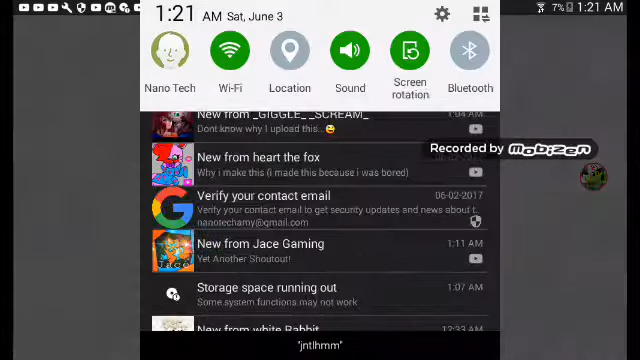 7% 1:21 AM
1:21 AM Sat, June 3
Nano Tech
Wi-Fi
Location
Sound
Screen rotation
Bluetooth
New from _GIGGLE_ _SCREAM_ 1:04 AM
Dont know why I upload this...
Recorded by mobizen
New from heart the fox
Why i make this (i made this because i was bored)
Verify your contact email 06-02-2017
Verify your contact email to get security updates and news about t..
nanotechamy@gmail.com
New from Jace Gaming 1:11 AM
Yet Another Shoutout!
Storage space running out 1:07 AM
Some system functions may not work
New from white Rabbit 12:33 AM
"jntlhmm"